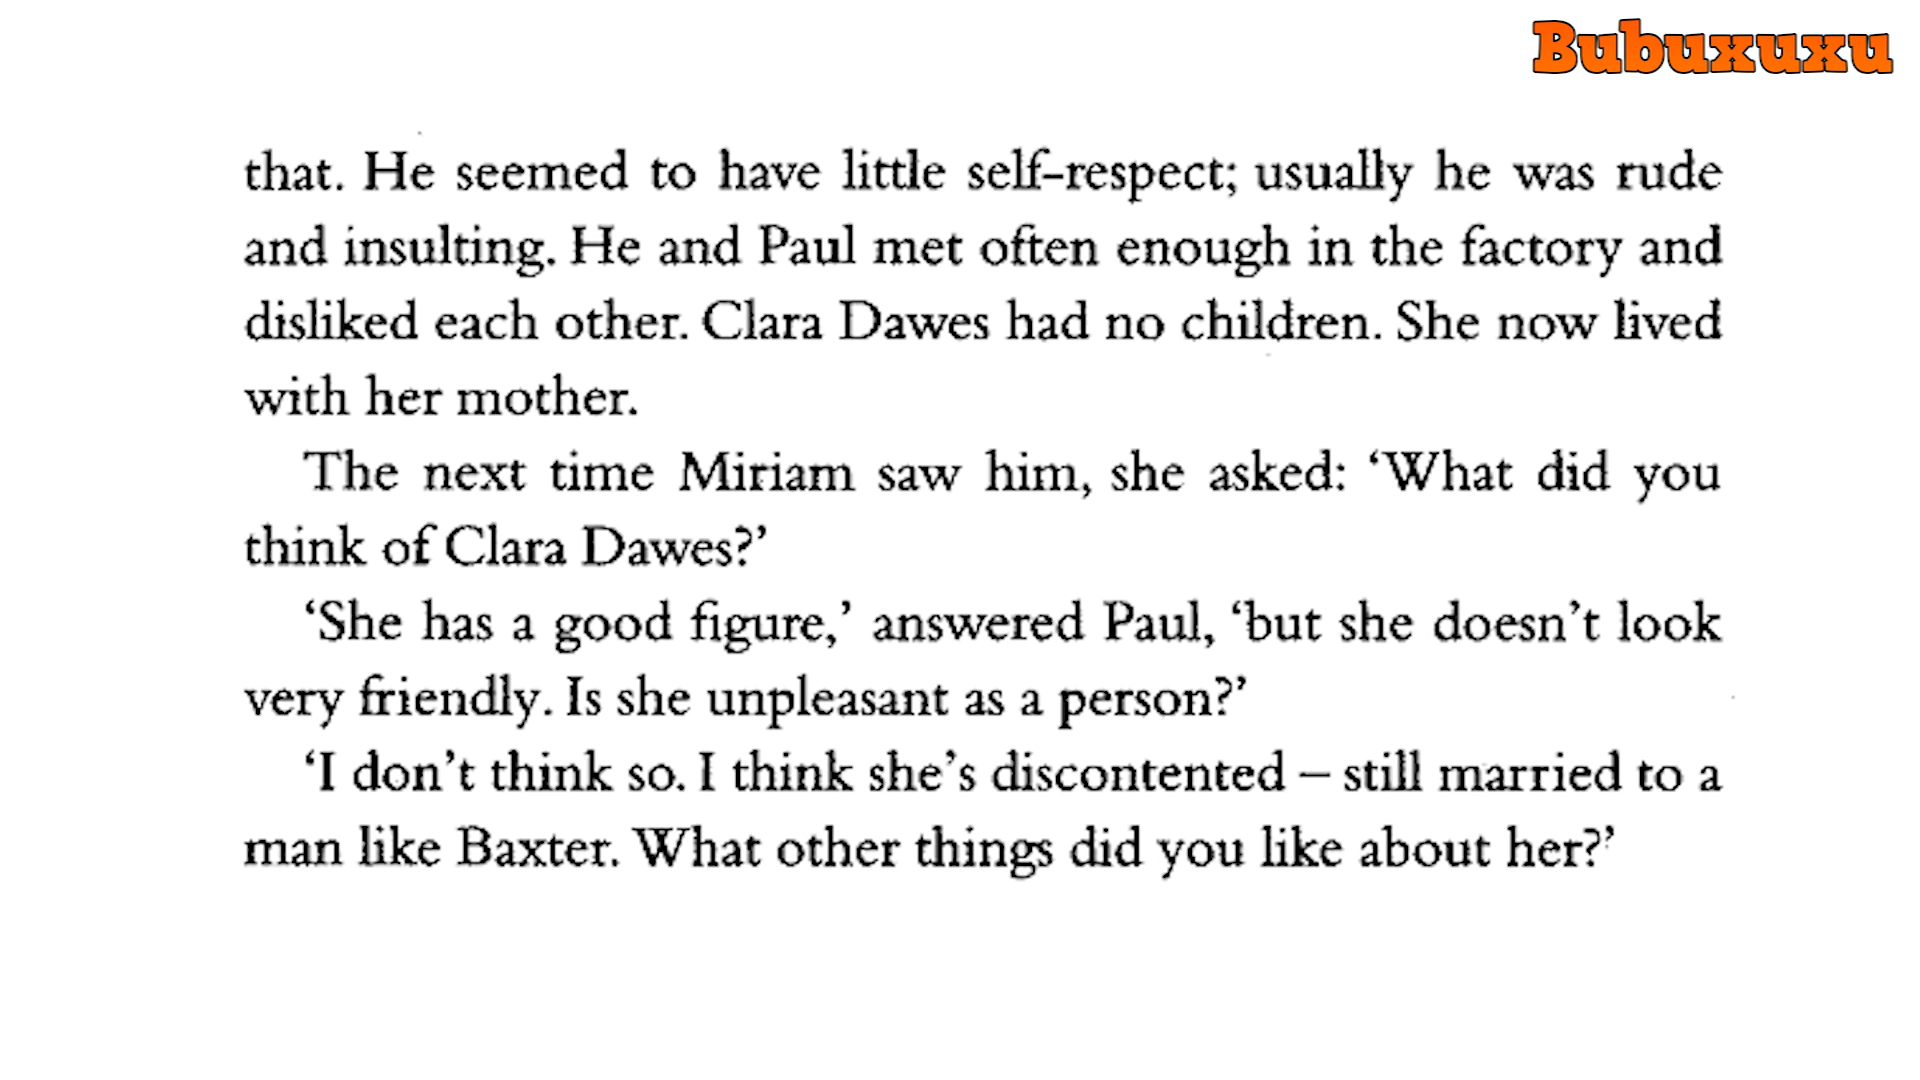 Bubuxuxu
that. He seemed to have little self-respect; usually he was rude
and insulting. He and Paul met often enough in the factory and
disliked each other. Clara Dawes had no children. She now lived
with her mother.
The next time Miriam saw him, she asked: ‘What did you
think of Clara Dawes?’
‘She has a good figure,’ answered Paul, ‘but she doesn’t look
very friendly. Is she unpleasant as a person?’
‘I don’t think so. I think she’s discontented – still married to a
man like Baxter. What other things did you like about her?’